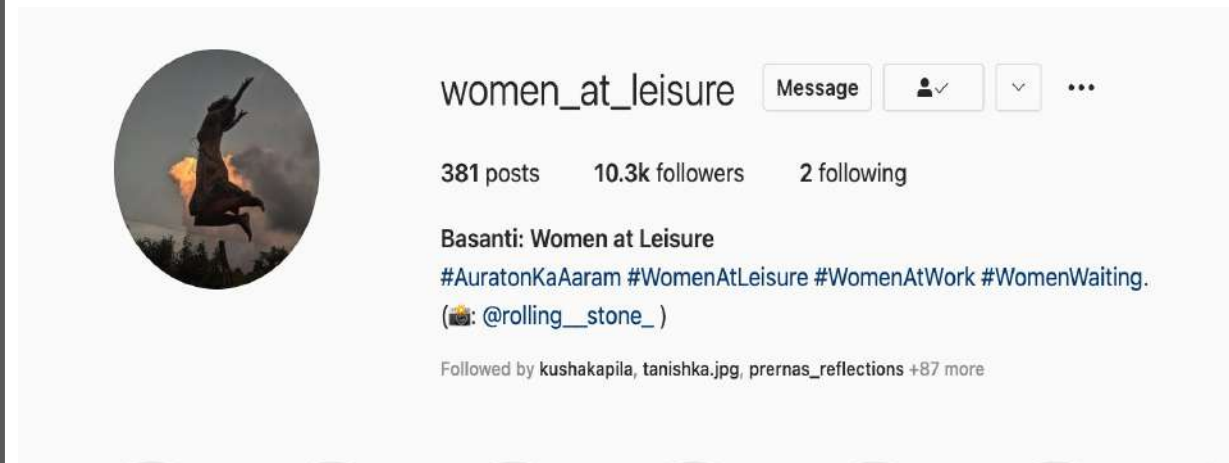 women_at_leisure Message
381 posts 10.3k followers 2 following
Basanti: Women at Leisure
#AuratonKaAaram #WomenAtLeisure #WomenAtWork #WomenWaiting.
(📸: @rolling__stone_ )
Followed by kushakapila, tanishka.jpg, prernas_reflections +87 more